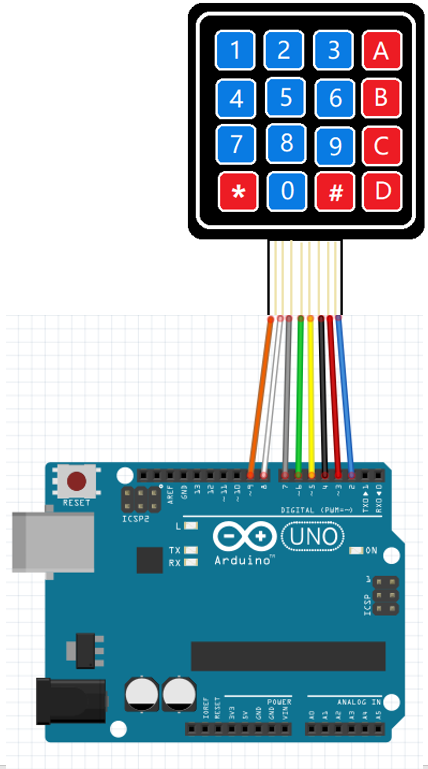 1 2 3 A
4 5 6 B
7 8 9 C
* 0 # D
RESET
ICSP2
AREF
GND
13
12
~11
~10
~9
8
7
~6
~5
4
~3
2
TX0▶1
RX0◀0
DIGITAL (PWM=~)
L
TX
RX
UNO
ON
Arduino™
1
ICSP
POWER
ANALOG IN
IOREF
RESET
3V3
5V
GND
GND
VIN
A0
A1
A2
A3
A4
A5